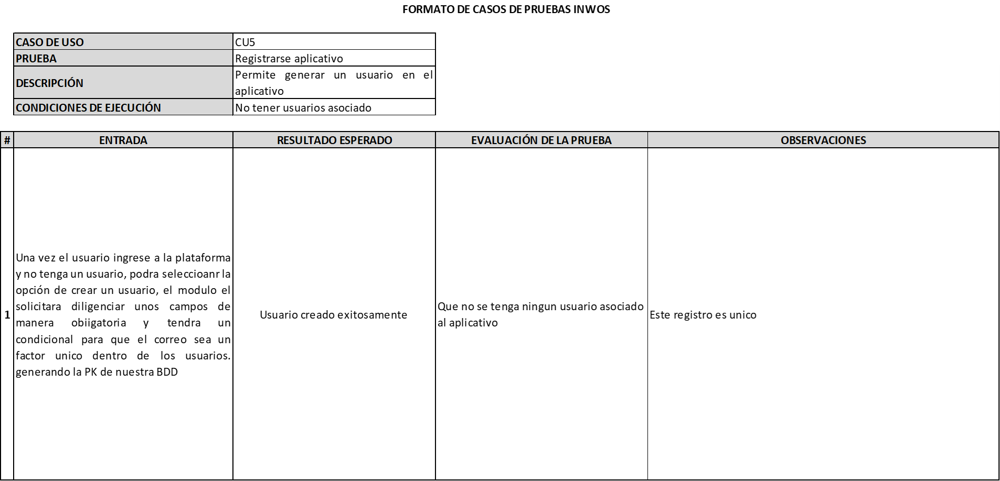 FORMATO DE CASOS DE PRUEBAS INWOS
CASO DE USO CU5
PRUEBA Registrarse aplicativo
DESCRIPCIÓN Permite generar un usuario en el
aplicativo
CONDICIONES DE EJECUCIÓN No tener usuarios asociado
# ENTRADA RESULTADO ESPERADO EVALUACIÓN DE LA PRUEBA OBSERVACIONES
1
Una vez el usuario ingrese a la plataforma
y no tenga un usuario, podra seleccioanr la
opción de crear un usuario, el modulo el
solicitara diligenciar unos campos de
manera obiigatoria y tendra un
condicional para que el correo sea un
factor unico dentro de los usuarios.
generando la PK de nuestra BDD
Usuario creado exitosamente
Que no se tenga ningun usuario asociado
al aplicativo
Este registro es unico